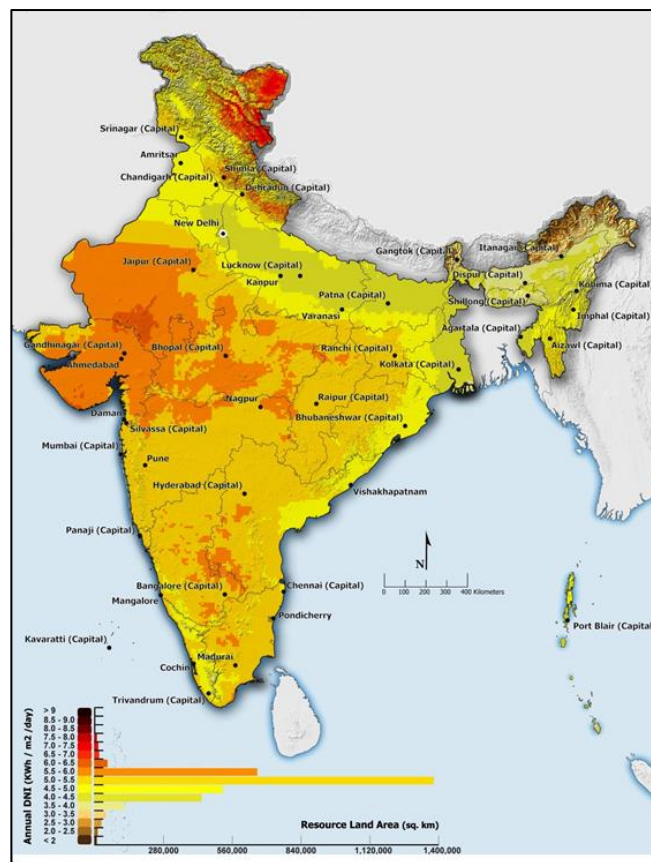 Srinagar (Capital)
Amritsar
Shimla (Capital)
Chandigarh (Capital)
Dehradun (Capital)
New Delhi
Gangtok (Capital)
Itanagar (Capital)
Jaipur (Capital)
Lucknow (Capital)
Dispur (Capital)
Kohima (Capital)
Kanpur
Patna (Capital)
Shillong (Capital)
Varanasi
Imphal (Capital)
Agartala (Capital)
Gandhinagar (Capital)
Bhopal (Capital)
Ranchi (Capital)
Aizawl (Capital)
Ahmedabad
Kolkata (Capital)
Nagpur
Raipur (Capital)
Daman
Bhubaneshwar (Capital)
Silvassa (Capital)
Mumbai (Capital)
Pune
Hyderabad (Capital)
Vishakhapatnam
Panaji (Capital)
N
0 100 200 400 Kilometers
Bangalore (Capital)
Chennai (Capital)
Mangalore
Pondicherry
Port Blair (Capital)
Kavaratti (Capital)
Madurai
Cochin
Trivandrum (Capital)
Annual DNI (KWh / m2 /day)
> 9
8.5 - 9.0
8.0 - 8.5
7.5 - 8.0
7.0 - 7.5
6.5 - 7.0
6.0 - 6.5
5.5 - 6.0
5.0 - 5.5
4.5 - 5.0
4.0 - 4.5
3.5 - 4.0
3.0 - 3.5
2.5 - 3.0
2.0 - 2.5
< 2
Resource Land Area (sq. km)
280,000 560,000 840,000 1,120,000 1,400,000